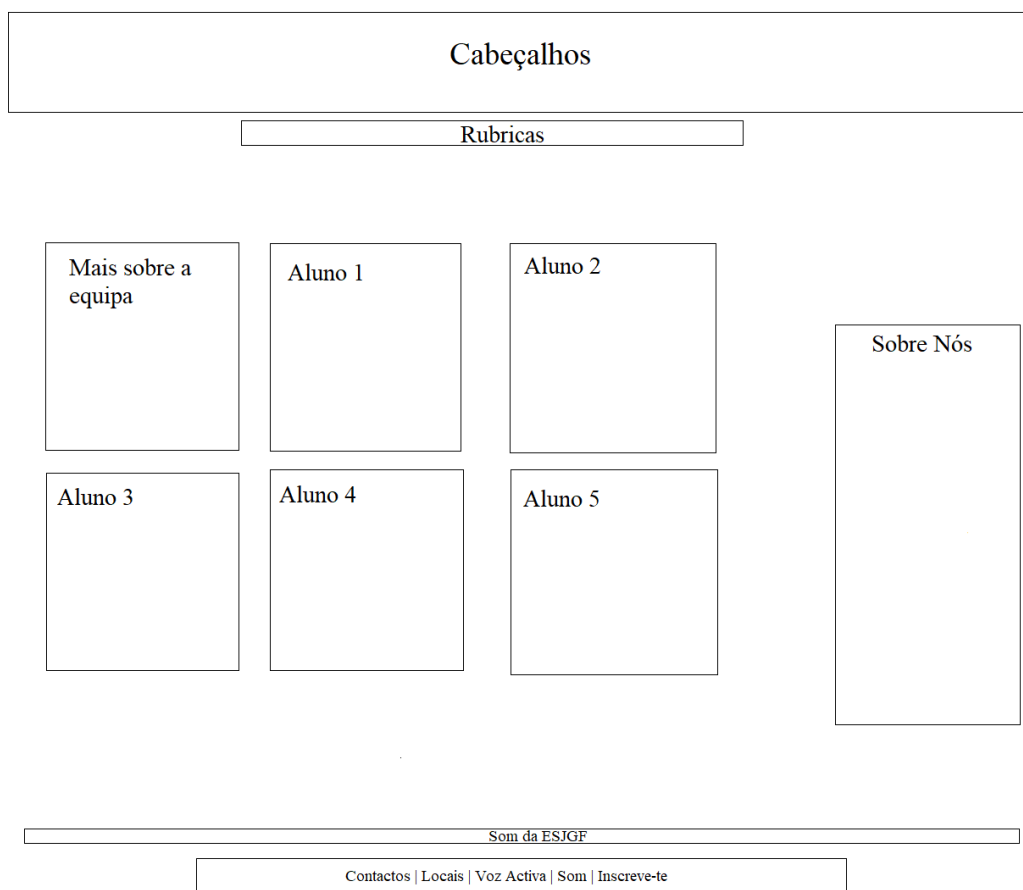 Cabeçalhos
Rubricas
Mais sobre a
equipa
Aluno 1
Aluno 2
Sobre Nós
Aluno 3
Aluno 4
Aluno 5
Som da ESJGF
Contactos | Locais | Voz Activa | Som | Inscreve-te